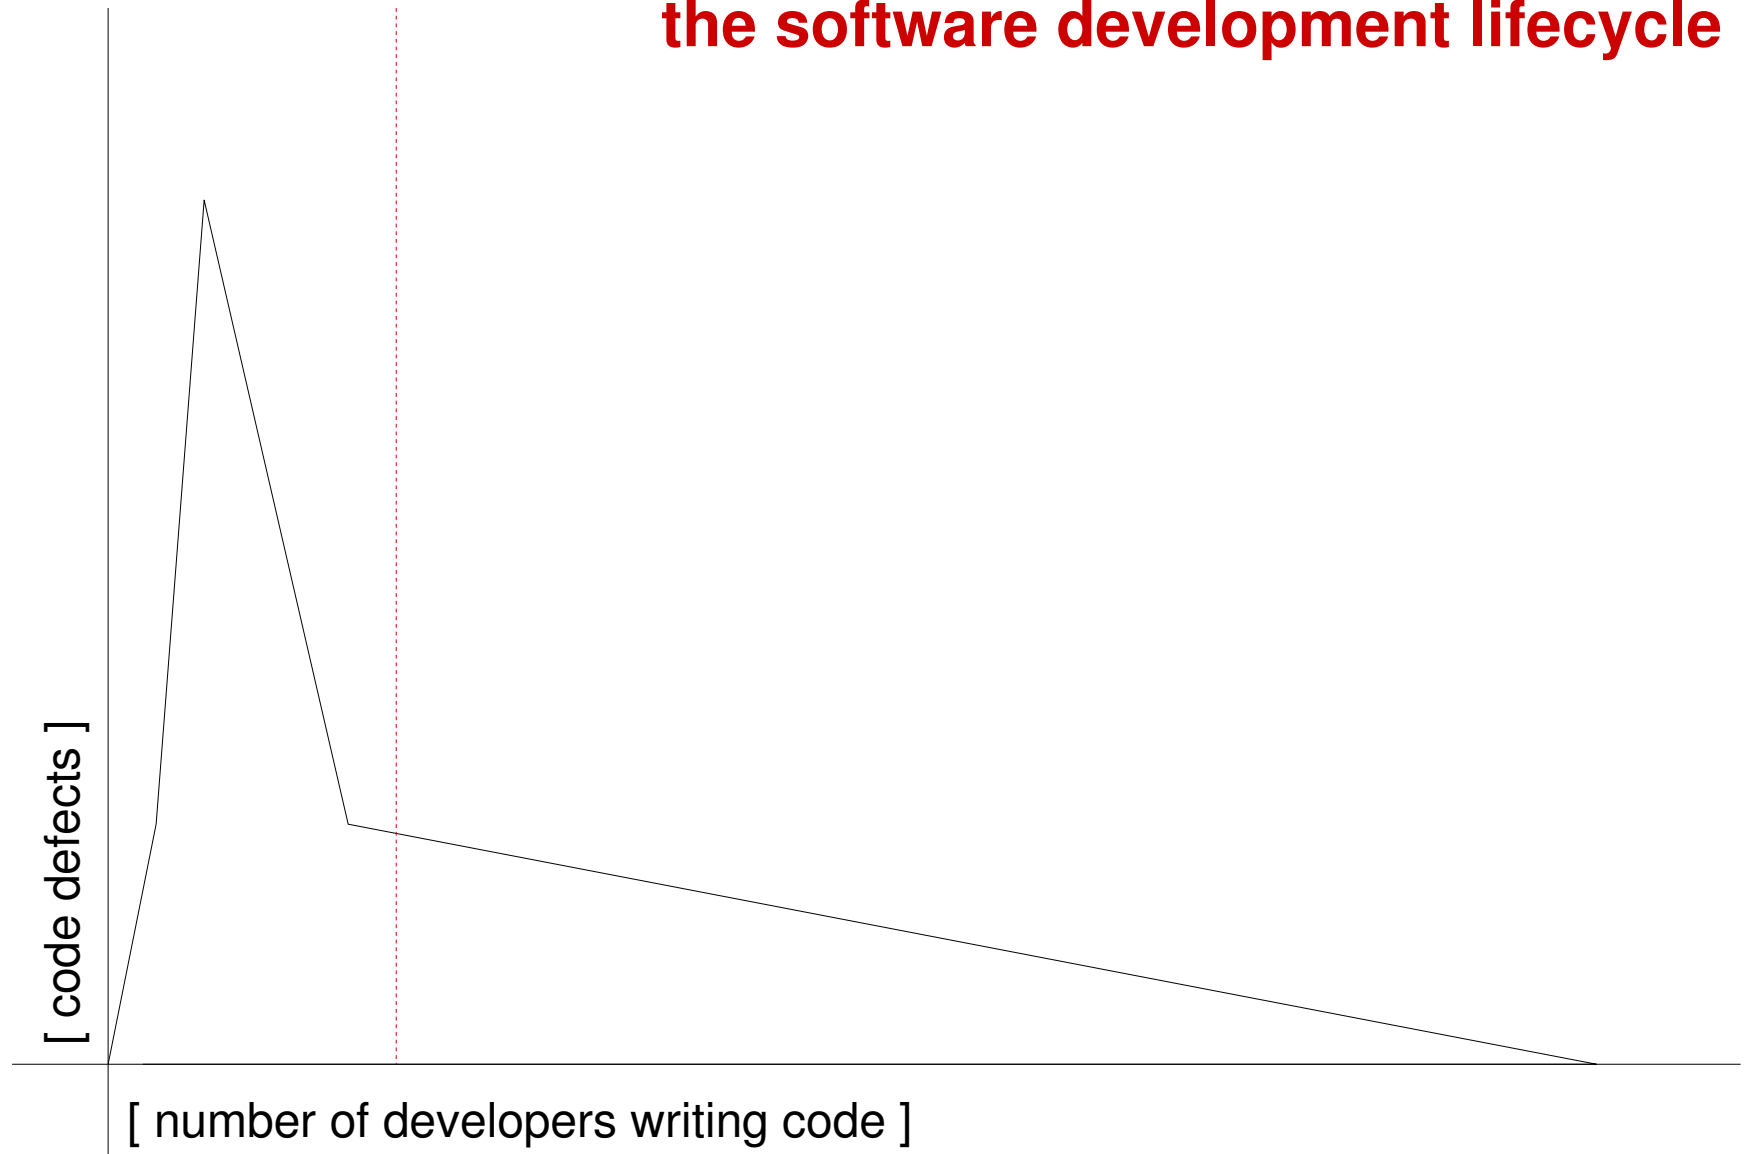 the software development lifecycle
[ code defects ]
[ number of developers writing code ]